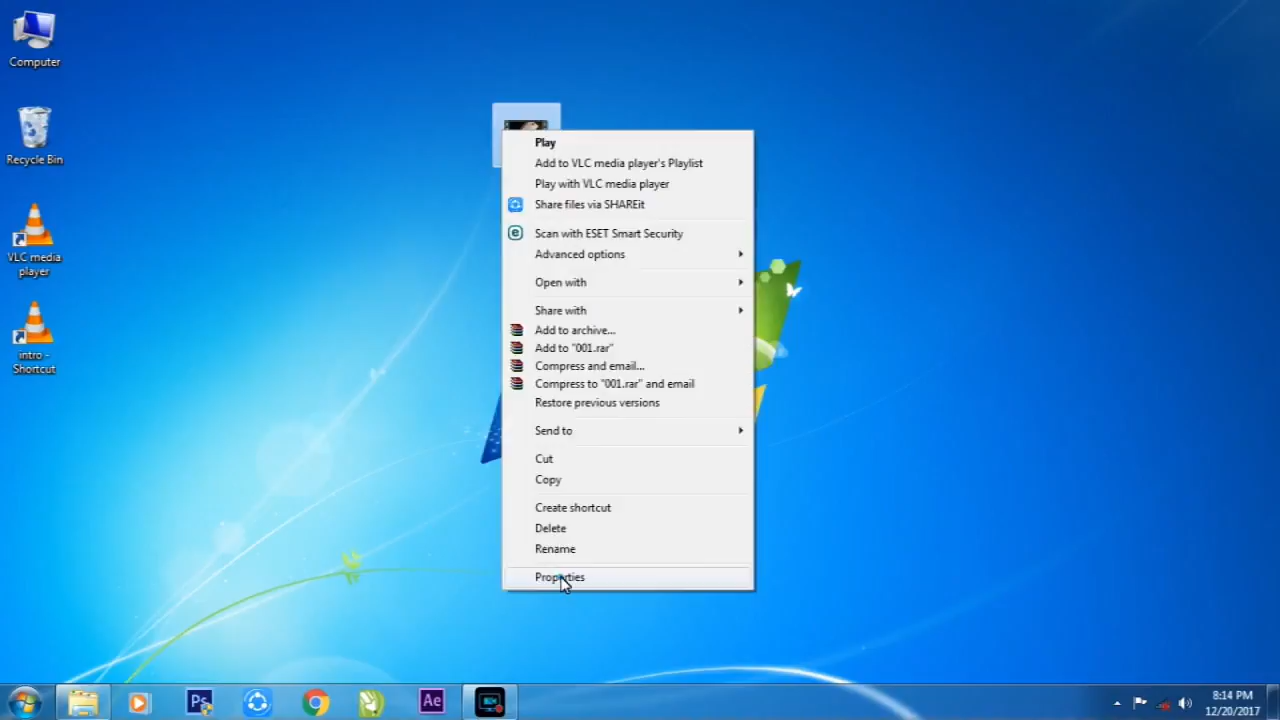 Computer
Recycle Bin
VLC media
player
intro -
Shortcut
Play
Add to VLC media player's Playlist
Play with VLC media player
Share files via SHAREit
Scan with ESET Smart Security
Advanced options
Open with
Share with
Add to archive...
Add to "001.rar"
Compress and email...
Compress to "001.rar" and email
Restore previous versions
Send to
Cut
Copy
Create shortcut
Delete
Rename
Properties
Ps
Ae
8:14 PM
12/20/2017